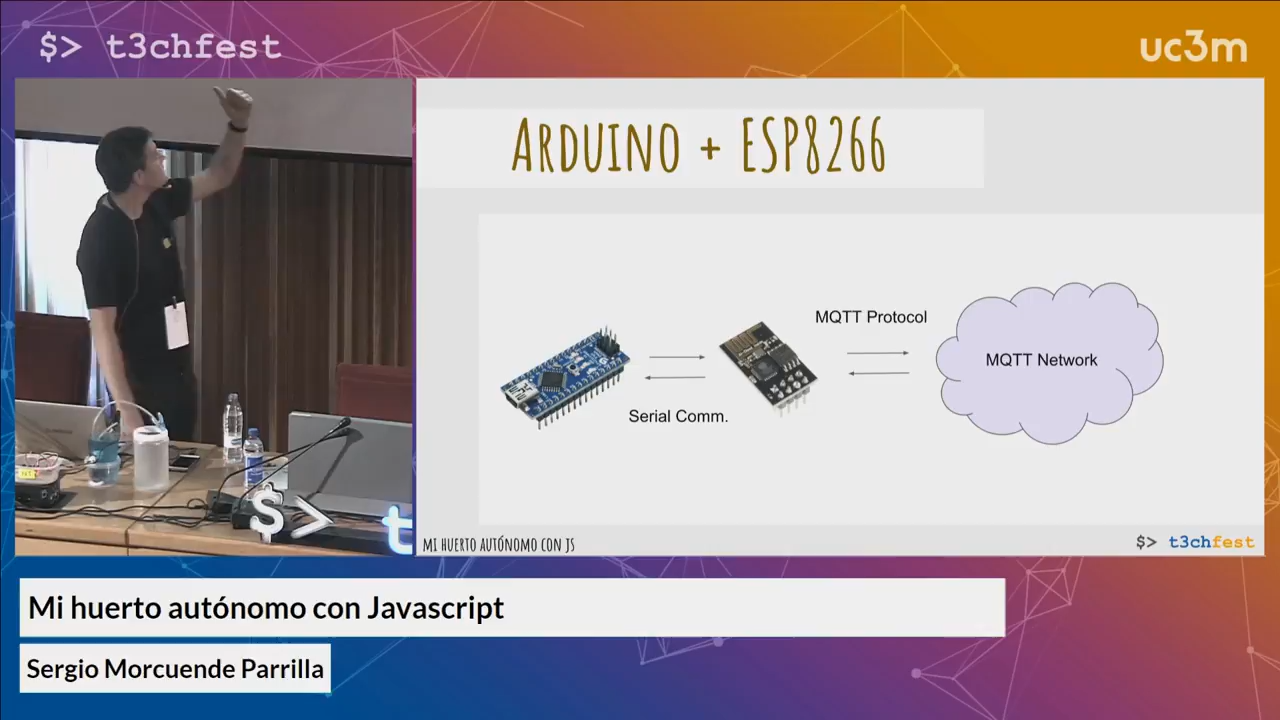 $> t3chfest
uc3m
ARDUINO + ESP8266
MQTT Protocol
MQTT Network
Serial Comm.
MI HUERTO AUTÓNOMO CON JS
$> t3chfest
$> t
Mi huerto autónomo con Javascript
Sergio Morcuende Parrilla